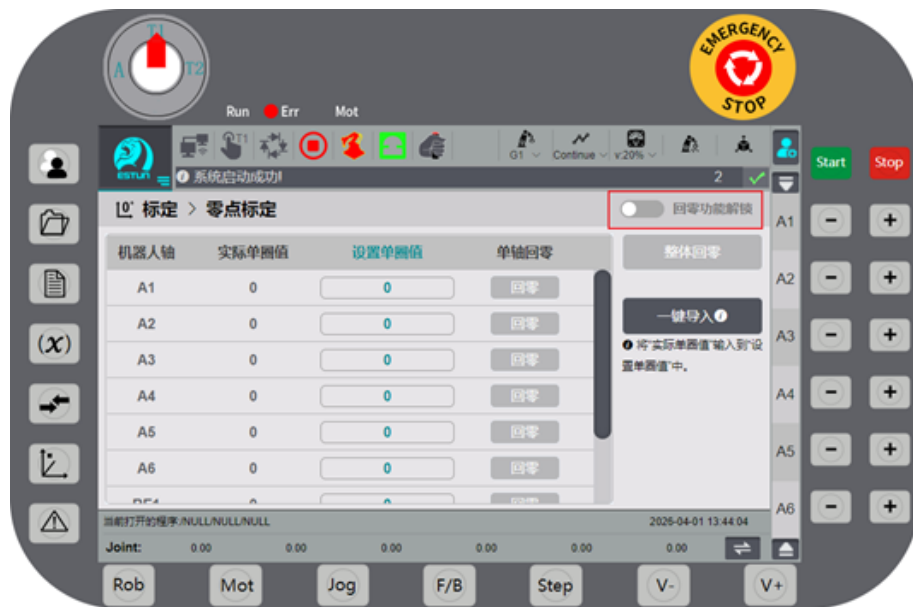 T1
A
T2
EMERGENCY
STOP
Run Err Mot
ESTUN
T1
G1 Continue v:20%
系统启动成功! 2
Start Stop
标定 > 零点标定 回零功能解锁
机器人轴 实际单圈值 设置单圈值 单轴回零 整体回零
A1 0 0 回零
A2 0 0 回零
A3 0 0 回零
A4 0 0 回零
A5 0 0 回零
A6 0 0 回零
一键导入
将"实际单圈值"输入到"设
置单圈值"中。
A1 - +
A2 - +
A3 - +
A4 - +
A5 - +
A6 - +
(x)
当前打开的程序:/NULL/NULL/NULL 2026-04-01 13:44:04
Joint: 0.00 0.00 0.00 0.00 0.00 0.00
Rob Mot Jog F/B Step V- V+